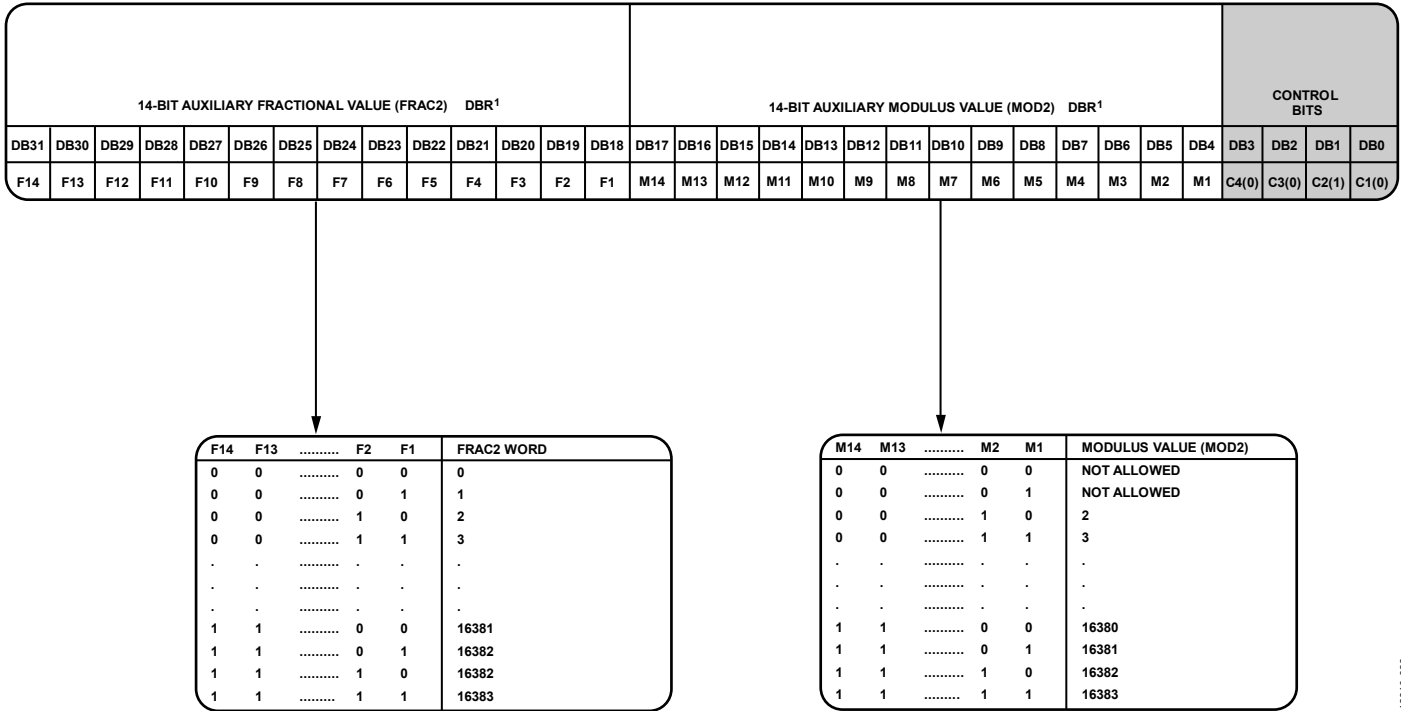 14-BIT AUXILIARY FRACTIONAL VALUE (FRAC2) DBR1
14-BIT AUXILIARY MODULUS VALUE (MOD2) DBR1
CONTROL
BITS
DB31 DB30 DB29 DB28 DB27 DB26 DB25 DB24 DB23 DB22 DB21 DB20 DB19 DB18 DB17 DB16 DB15 DB14 DB13 DB12 DB11 DB10 DB9 DB8 DB7 DB6 DB5 DB4 DB3 DB2 DB1 DB0
F14 F13 F12 F11 F10 F9 F8 F7 F6 F5 F4 F3 F2 F1 M14 M13 M12 M11 M10 M9 M8 M7 M6 M5 M4 M3 M2 M1 C4(0) C3(0) C2(1) C1(0)
F14 F13 .......... F2 F1 FRAC2 WORD
0 0 .......... 0 0 0
0 0 .......... 0 1 1
0 0 .......... 1 0 2
0 0 .......... 1 1 3
. . .......... . . .
. . .......... . . .
. . .......... . . .
1 1 .......... 0 0 16381
1 1 .......... 0 1 16382
1 1 .......... 1 0 16382
1 1 ......... 1 1 16383
M14 M13 .......... M2 M1 MODULUS VALUE (MOD2)
0 0 .......... 0 0 NOT ALLOWED
0 0 .......... 0 1 NOT ALLOWED
0 0 .......... 1 0 2
0 0 .......... 1 1 3
. . .......... . . .
. . .......... . . .
. . .......... . . .
1 1 .......... 0 0 16380
1 1 .......... 0 1 16381
1 1 .......... 1 0 16382
1 1 ......... 1 1 16383